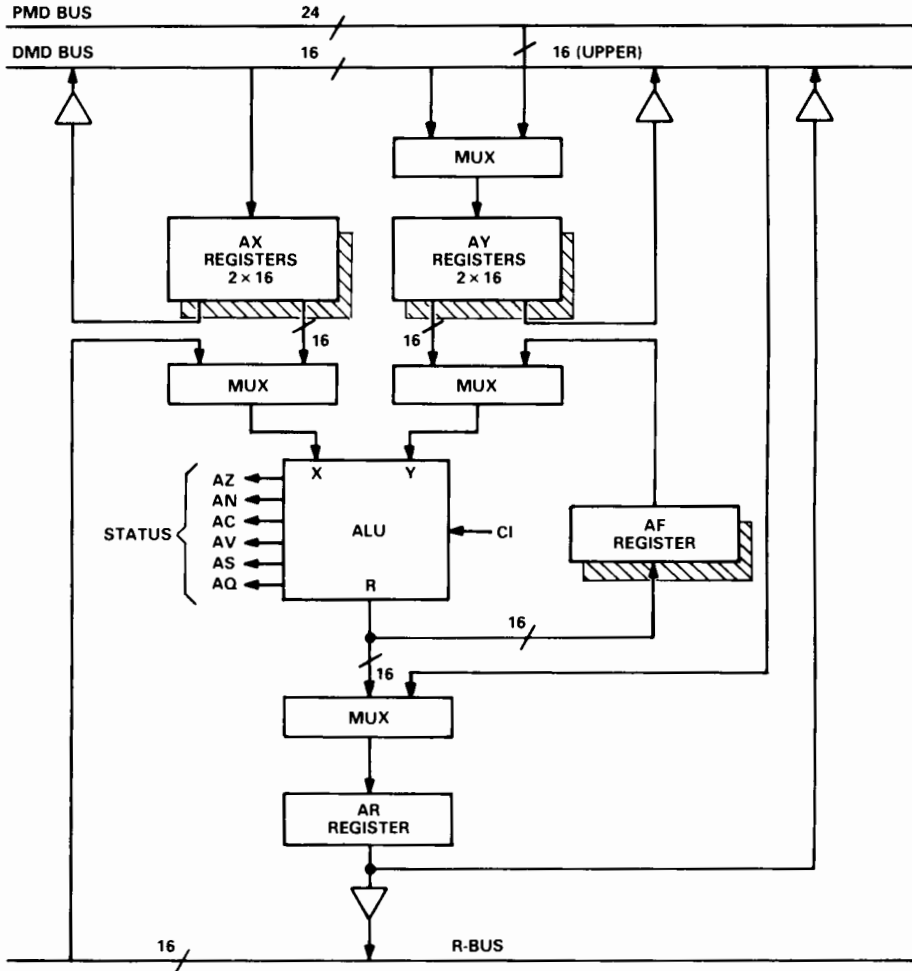 PMD BUS 24
DMD BUS 16 16 (UPPER)
MUX
AX
REGISTERS
2 × 16
AY
REGISTERS
2 × 16
16
16
MUX
MUX
X
Y
STATUS
AZ
AN
AC
AV
AS
AQ
ALU
CI
R
AF
REGISTER
16
16
MUX
AR
REGISTER
16
R-BUS